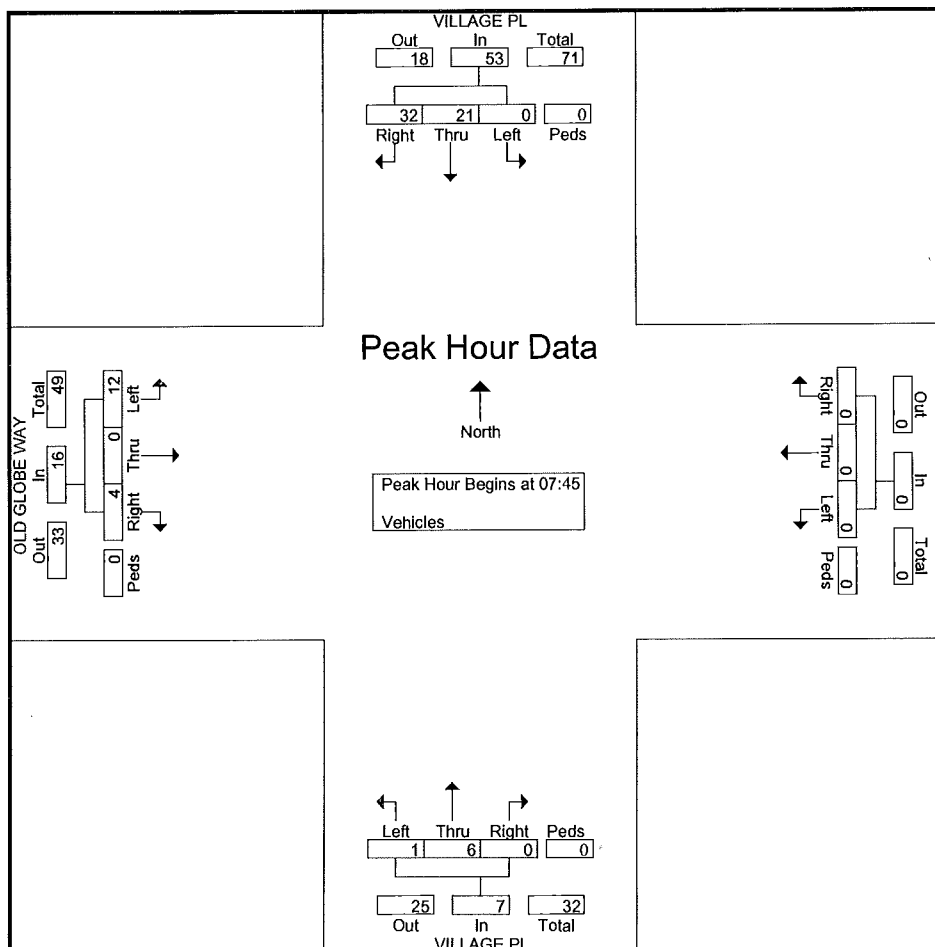 VILLAGE PL
Out In Total
18 53 71
32 21 0 0
Right Thru Left Peds
Peak Hour Data
North
Peak Hour Begins at 07:45
Vehicles
OLD GLOBE WAY
Total In Out
49 16 33
12 0 4 0
Left Thru Right Peds
Out In Total
0 0 0
Right Thru Left Peds
0 0 0 0
Left Thru Right Peds
1 6 0 0
25 7 32
Out In Total
VILLAGE PL